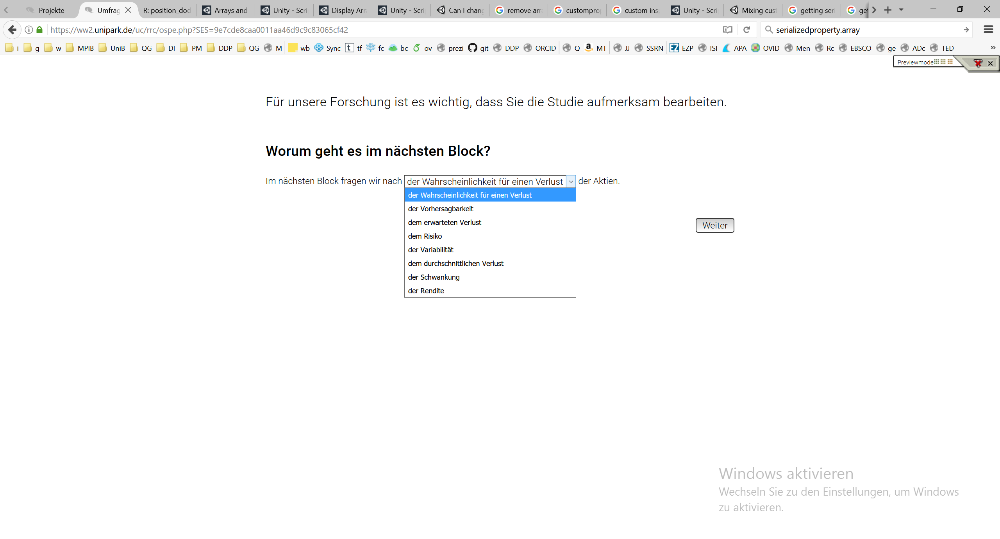 Projekte
Umfrag
R: position_dod
Arrays and
Unity - Scri
Display Arr
Unity - Scri
Can I chang
remove arra
customprop
custom insp
Unity - Scri
Mixing cust
getting seri
get
https://ww2.unipark.de/uc/rrc/ospe.php?SES=9e7cde8caa0011aa46d9c9c83065cf42
serializedproperty.array
i g w MPIB UniB QG DI PM DDP QG M wb Sync tf fc bc ov prezi git DDP ORCID Q MT JJ SSRN EZP ISI APA OVID Men Rc EBSCO ge ADc TED
Previewmode
Für unsere Forschung ist es wichtig, dass Sie die Studie aufmerksam bearbeiten.
Worum geht es im nächsten Block?
Im nächsten Block fragen wir nach der Wahrscheinlichkeit für einen Verlust der Aktien.
der Wahrscheinlichkeit für einen Verlust
der Vorhersagbarkeit
dem erwarteten Verlust
dem Risiko
der Variabilität
dem durchschnittlichen Verlust
der Schwankung
der Rendite
Weiter
Windows aktivieren
Wechseln Sie zu den Einstellungen, um Windows
zu aktivieren.